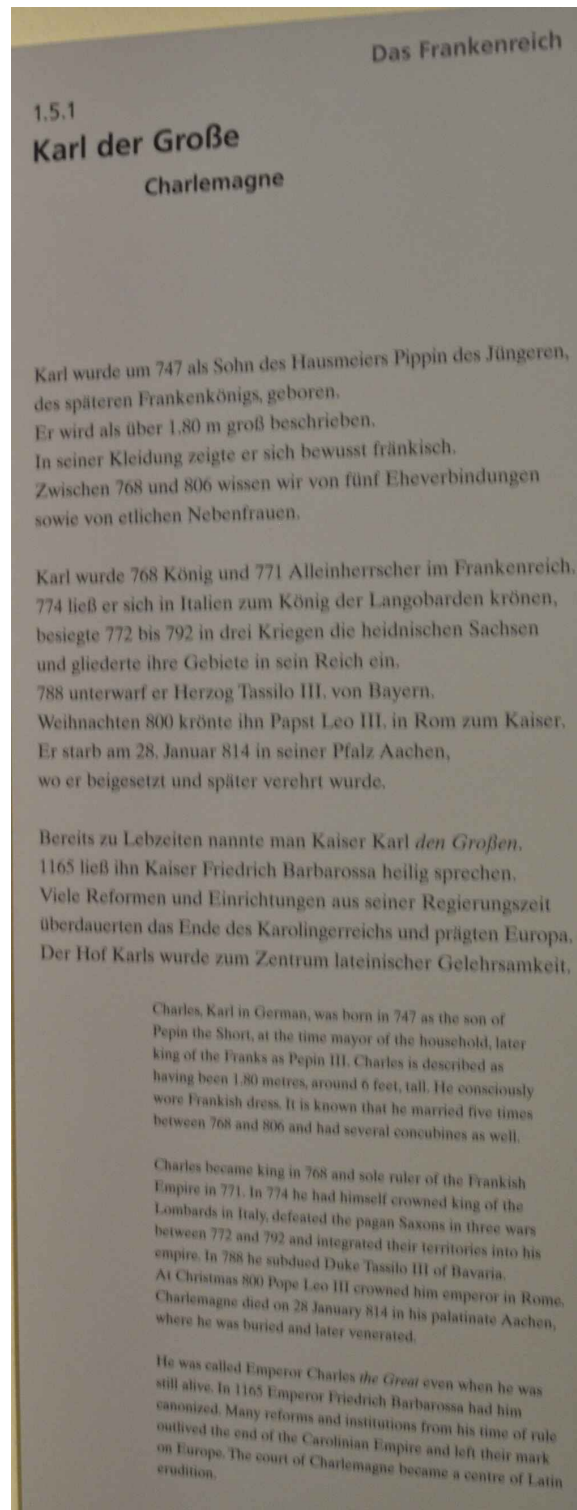 Das Frankenreich
1.5.1
Karl der Große
Charlemagne
Karl wurde um 747 als Sohn des Hausmeiers Pippin des Jüngeren,
des späteren Frankenkönigs, geboren.
Er wird als über 1,80 m groß beschrieben.
In seiner Kleidung zeigte er sich bewusst fränkisch.
Zwischen 768 und 806 wissen wir von fünf Eheverbindungen
sowie von etlichen Nebenfrauen.
Karl wurde 768 König und 771 Alleinherrscher im Frankenreich.
774 ließ er sich in Italien zum König der Langobarden krönen,
besiegte 772 bis 792 in drei Kriegen die heidnischen Sachsen
und gliederte ihre Gebiete in sein Reich ein.
788 unterwarf er Herzog Tassilo III. von Bayern.
Weihnachten 800 krönte ihn Papst Leo III. in Rom zum Kaiser.
Er starb am 28. Januar 814 in seiner Pfalz Aachen,
wo er beigesetzt und später verehrt wurde.
Bereits zu Lebzeiten nannte man Kaiser Karl den Großen.
1165 ließ ihn Kaiser Friedrich Barbarossa heilig sprechen.
Viele Reformen und Einrichtungen aus seiner Regierungszeit
überdauerten das Ende des Karolingerreichs und prägten Europa.
Der Hof Karls wurde zum Zentrum lateinischer Gelehrsamkeit.
Charles, Karl in German, was born in 747 as the son of
Pepin the Short, at the time mayor of the household, later
king of the Franks as Pepin III. Charles is described as
having been 1.80 metres, around 6 feet, tall. He consciously
wore Frankish dress. It is known that he married five times
between 768 and 806 and had several concubines as well.
Charles became king in 768 and sole ruler of the Frankish
Empire in 771. In 774 he had himself crowned king of the
Lombards in Italy, defeated the pagan Saxons in three wars
between 772 and 792 and integrated their territories into his
empire. In 788 he subdued Duke Tassilo III of Bavaria.
At Christmas 800 Pope Leo III crowned him emperor in Rome.
Charlemagne died on 28 January 814 in his palatinate Aachen,
where he was buried and later venerated.
He was called Emperor Charles the Great even when he was
still alive. In 1165 Emperor Friedrich Barbarossa had him
canonized. Many reforms and institutions from his time of rule
outlived the end of the Carolinian Empire and left their mark
on Europe. The court of Charlemagne became a centre of Latin
erudition.